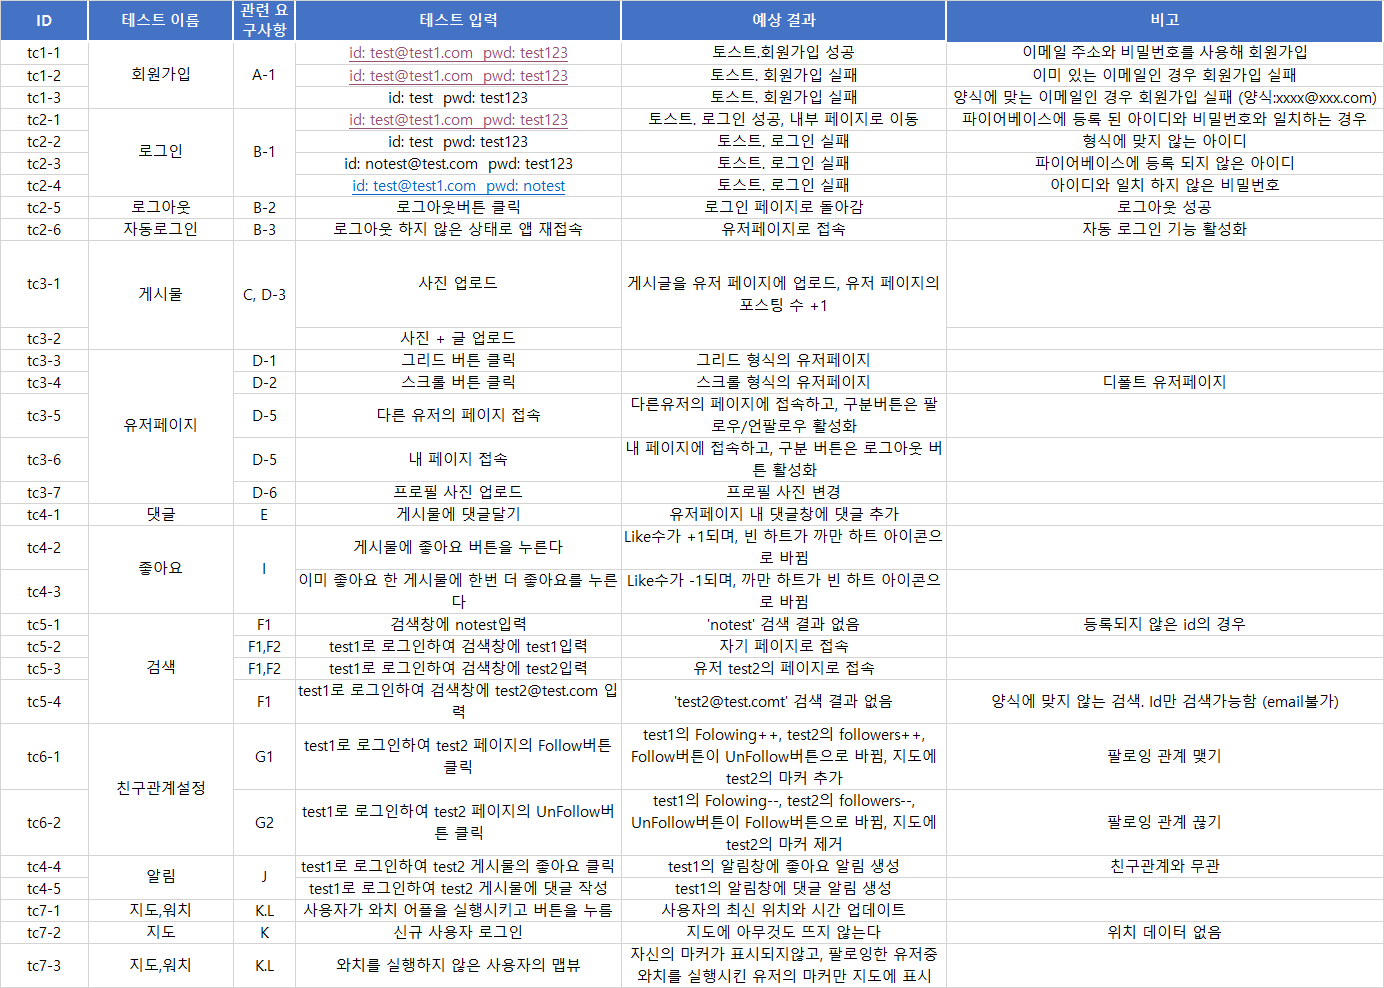 ID 테스트 이름 관련 요 테스트 입력 예상 결과 비고
구사항
tc1-1 회원가입 A-1 id: test@test1.com pwd: test123 토스트.회원가입 성공 이메일 주소와 비밀번호를 사용해 회원가입
tc1-2 id: test@test1.com pwd: test123 토스트. 회원가입 실패 이미 있는 이메일인 경우 회원가입 실패
tc1-3 id: test pwd: test123 토스트. 회원가입 실패 양식에 맞는 이메일인 경우 회원가입 실패 (양식:xxxx@xxx.com)
tc2-1 로그인 B-1 id: test@test1.com pwd: test123 토스트. 로그인 성공, 내부 페이지로 이동 파이어베이스에 등록 된 아이디와 비밀번호와 일치하는 경우
tc2-2 id: test pwd: test123 토스트. 로그인 실패 형식에 맞지 않는 아이디
tc2-3 id: notest@test.com pwd: test123 토스트. 로그인 실패 파이어베이스에 등록 되지 않은 아이디
tc2-4 id: test@test1.com pwd: notest 토스트. 로그인 실패 아이디와 일치 하지 않은 비밀번호
tc2-5 로그아웃 B-2 로그아웃버튼 클릭 로그인 페이지로 돌아감 로그아웃 성공
tc2-6 자동로그인 B-3 로그아웃 하지 않은 상태로 앱 재접속 유저페이지로 접속 자동 로그인 기능 활성화
tc3-1 게시물 C, D-3 사진 업로드 게시글을 유저 페이지에 업로드, 유저 페이지의
포스팅 수 +1
tc3-2 사진 + 글 업로드
tc3-3 유저페이지 D-1 그리드 버튼 클릭 그리드 형식의 유저페이지
tc3-4 D-2 스크롤 버튼 클릭 스크롤 형식의 유저페이지 디폴트 유저페이지
tc3-5 D-5 다른 유저의 페이지 접속 다른유저의 페이지에 접속하고, 구분버튼은 팔
로우/언팔로우 활성화
tc3-6 D-5 내 페이지 접속 내 페이지에 접속하고, 구분 버튼은 로그아웃 버
튼 활성화
tc3-7 D-6 프로필 사진 업로드 프로필 사진 변경
tc4-1 댓글 E 게시물에 댓글달기 유저페이지 내 댓글창에 댓글 추가
tc4-2 좋아요 I 게시물에 좋아요 버튼을 누른다 Like수가 +1되며, 빈 하트가 까만 하트 아이콘으
로 바뀜
tc4-3 이미 좋아요 한 게시물에 한번 더 좋아요를 누른 Like수가 -1되며, 까만 하트가 빈 하트 아이콘으
다 로 바뀜
tc5-1 검색 F1 검색창에 notest입력 'notest' 검색 결과 없음 등록되지 않은 id의 경우
tc5-2 F1,F2 test1로 로그인하여 검색창에 test1입력 자기 페이지로 접속
tc5-3 F1,F2 test1로 로그인하여 검색창에 test2입력 유저 test2의 페이지로 접속
tc5-4 F1 test1로 로그인하여 검색창에 test2@test.com 입 'test2@test.comt' 검색 결과 없음 양식에 맞지 않는 검색. Id만 검색가능함 (email불가)
력
tc6-1 친구관계설정 G1 test1로 로그인하여 test2 페이지의 Follow버튼 test1의 Folowing++, test2의 followers++,
클릭 Follow버튼이 UnFollow버튼으로 바뀜, 지도에 팔로잉 관계 맺기
test2의 마커 추가
tc6-2 G2 test1로 로그인하여 test2 페이지의 UnFollow버 test1의 Folowing--, test2의 followers--,
튼 클릭 UnFollow버튼이 Follow버튼으로 바뀜, 지도에 팔로잉 관계 끊기
test2의 마커 제거
tc4-4 알림 J test1로 로그인하여 test2 게시물의 좋아요 클릭 test1의 알림창에 좋아요 알림 생성 친구관계와 무관
tc4-5 test1로 로그인하여 test2 게시물에 댓글 작성 test1의 알림창에 댓글 알림 생성
tc7-1 지도,워치 K.L 사용자가 와치 어플을 실행시키고 버튼을 누름 사용자의 최신 위치와 시간 업데이트
tc7-2 지도 K 신규 사용자 로그인 지도에 아무것도 뜨지 않는다 위치 데이터 없음
tc7-3 지도,워치 K.L 와치를 실행하지 않은 사용자의 맵뷰 자신의 마커가 표시되지않고, 팔로잉한 유저중
와치를 실행시킨 유저의 마커만 지도에 표시